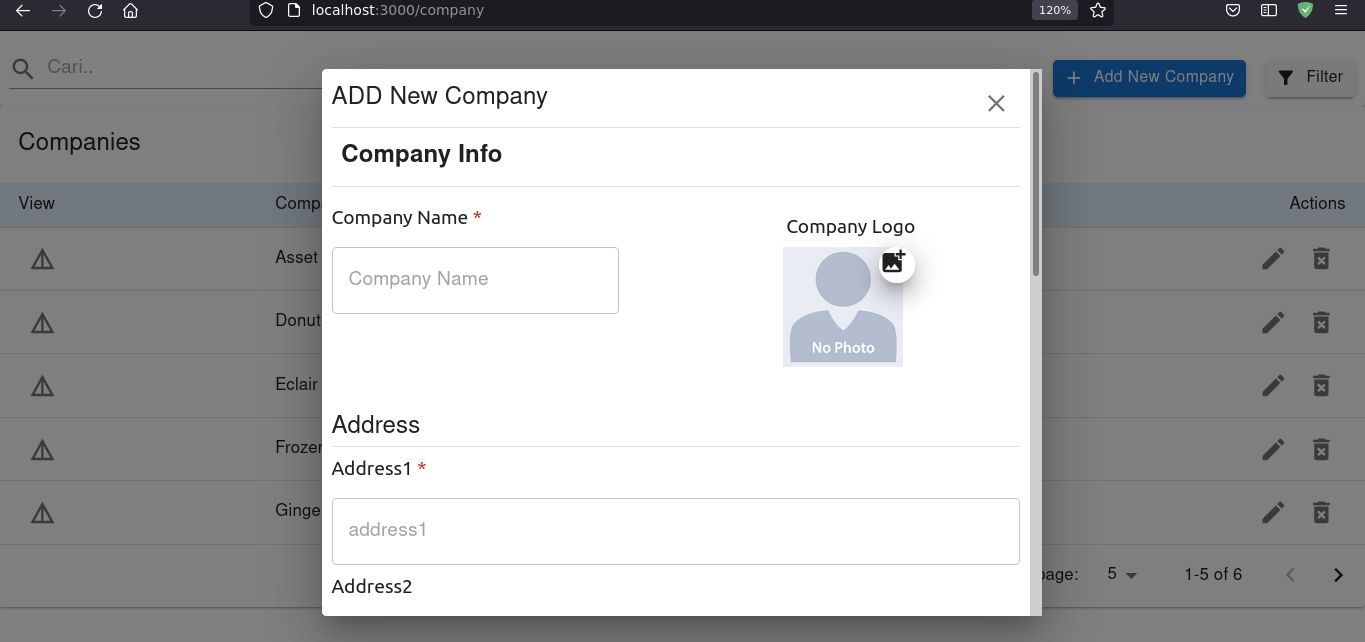 localhost:3000/company
120%
Cari..
Add New Company
Filter
Companies
View
Comp
Actions
Asset
Donut
Eclair
Frozen
Ginge
page:
5
1-5 of 6
ADD New Company
Company Info
Company Name *
Company Name
Company Logo
No Photo
Address
Address1 *
address1
Address2